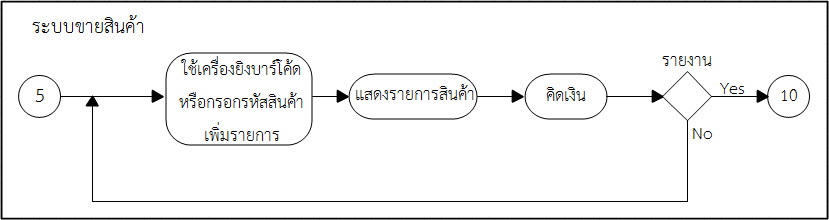 ระบบขายสินค้า
5
ใช้เครื่องยิงบาร์โค้ด
หรือกรอกรหัสสินค้า
เพิ่มรายการ
แสดงรายการสินค้า
คิดเงิน
รายงาน
Yes
10
No